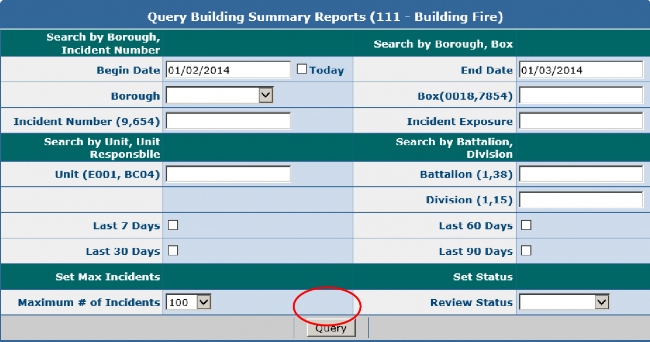 Query Building Summary Reports (111 - Building Fire)
Search by Borough,
Incident Number
Search by Borough, Box
Begin Date 01/02/2014 Today
End Date 01/03/2014
Borough
Box(0018,7854)
Incident Number (9,654)
Incident Exposure
Search by Unit, Unit
Responsbile
Search by Battalion,
Division
Unit (E001, BC04)
Battalion (1,38)
Division (1,15)
Last 7 Days
Last 60 Days
Last 30 Days
Last 90 Days
Set Max Incidents
Set Status
Maximum # of Incidents 100
Review Status
Query